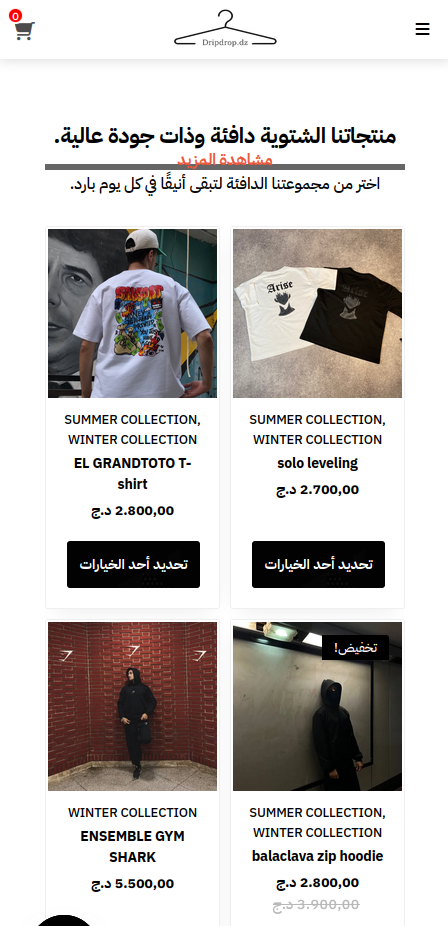 0
Dripdrop.dz
منتجاتنا الشتوية دافئة وذات جودة عالية.
مشاهدة المزيد
اختر من مجموعتنا الدافئة لتبقى أنيقًا في كل يوم بارد.
Arise
SUMMER COLLECTION,
WINTER COLLECTION
solo leveling
2.700,00 د.ج
تحديد أحد الخيارات
SUMMER COLLECTION,
WINTER COLLECTION
EL GRANDTOTO T-
shirt
2.800,00 د.ج
تحديد أحد الخيارات
تخفيض!
SUMMER COLLECTION,
WINTER COLLECTION
balaclava zip hoodie
2.800,00 د.ج
3.900,00 د.ج
WINTER COLLECTION
ENSEMBLE GYM
SHARK
5.500,00 د.ج